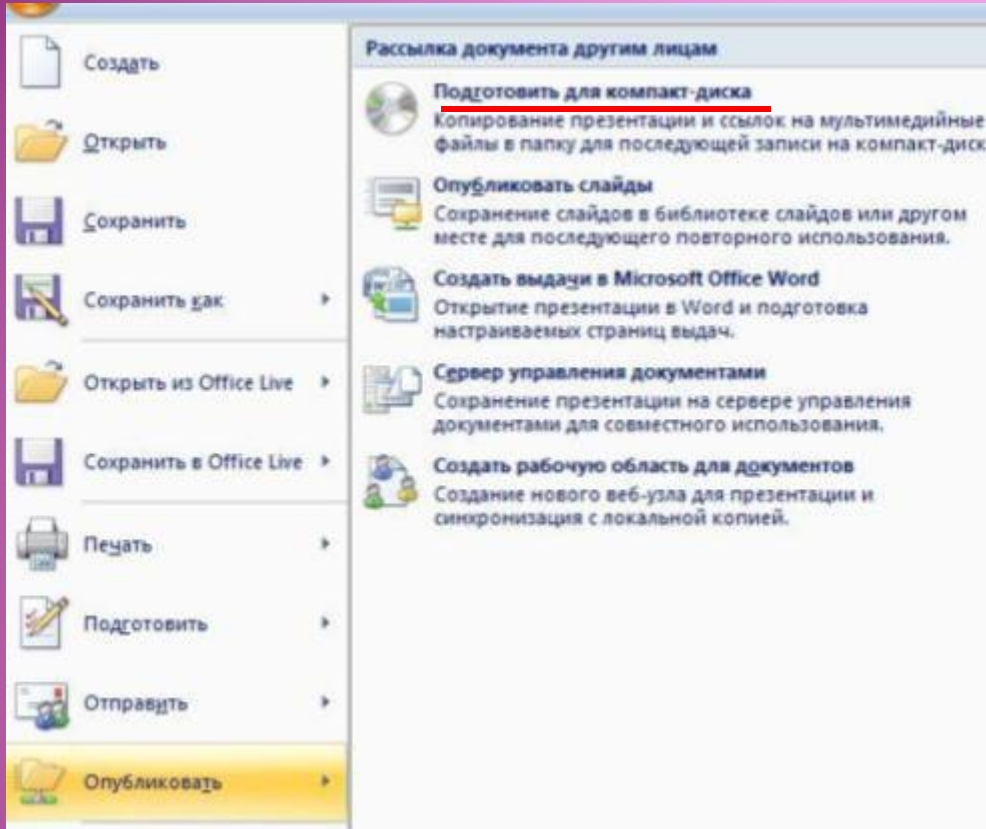 Создать
Открыть
Сохранить
Сохранить как
Открыть из Office Live
Сохранить в Office Live
Печать
Подготовить
Отправить
Опубликовать
Рассылка документа другим лицам
Подготовить для компакт-диска
Копирование презентации и ссылок на мультимедийные
файлы в папку для последующей записи на компакт-диск
Опубликовать слайды
Сохранение слайдов в библиотеке слайдов или другом
месте для последующего повторного использования.
Создать выдачи в Microsoft Office Word
Открытие презентации в Word и подготовка
настраиваемых страниц выдач.
Сервер управления документами
Сохранение презентации на сервере управления
документами для совместного использования.
Создать рабочую область для документов
Создание нового веб-узла для презентации и
синхронизация с локальной копией.